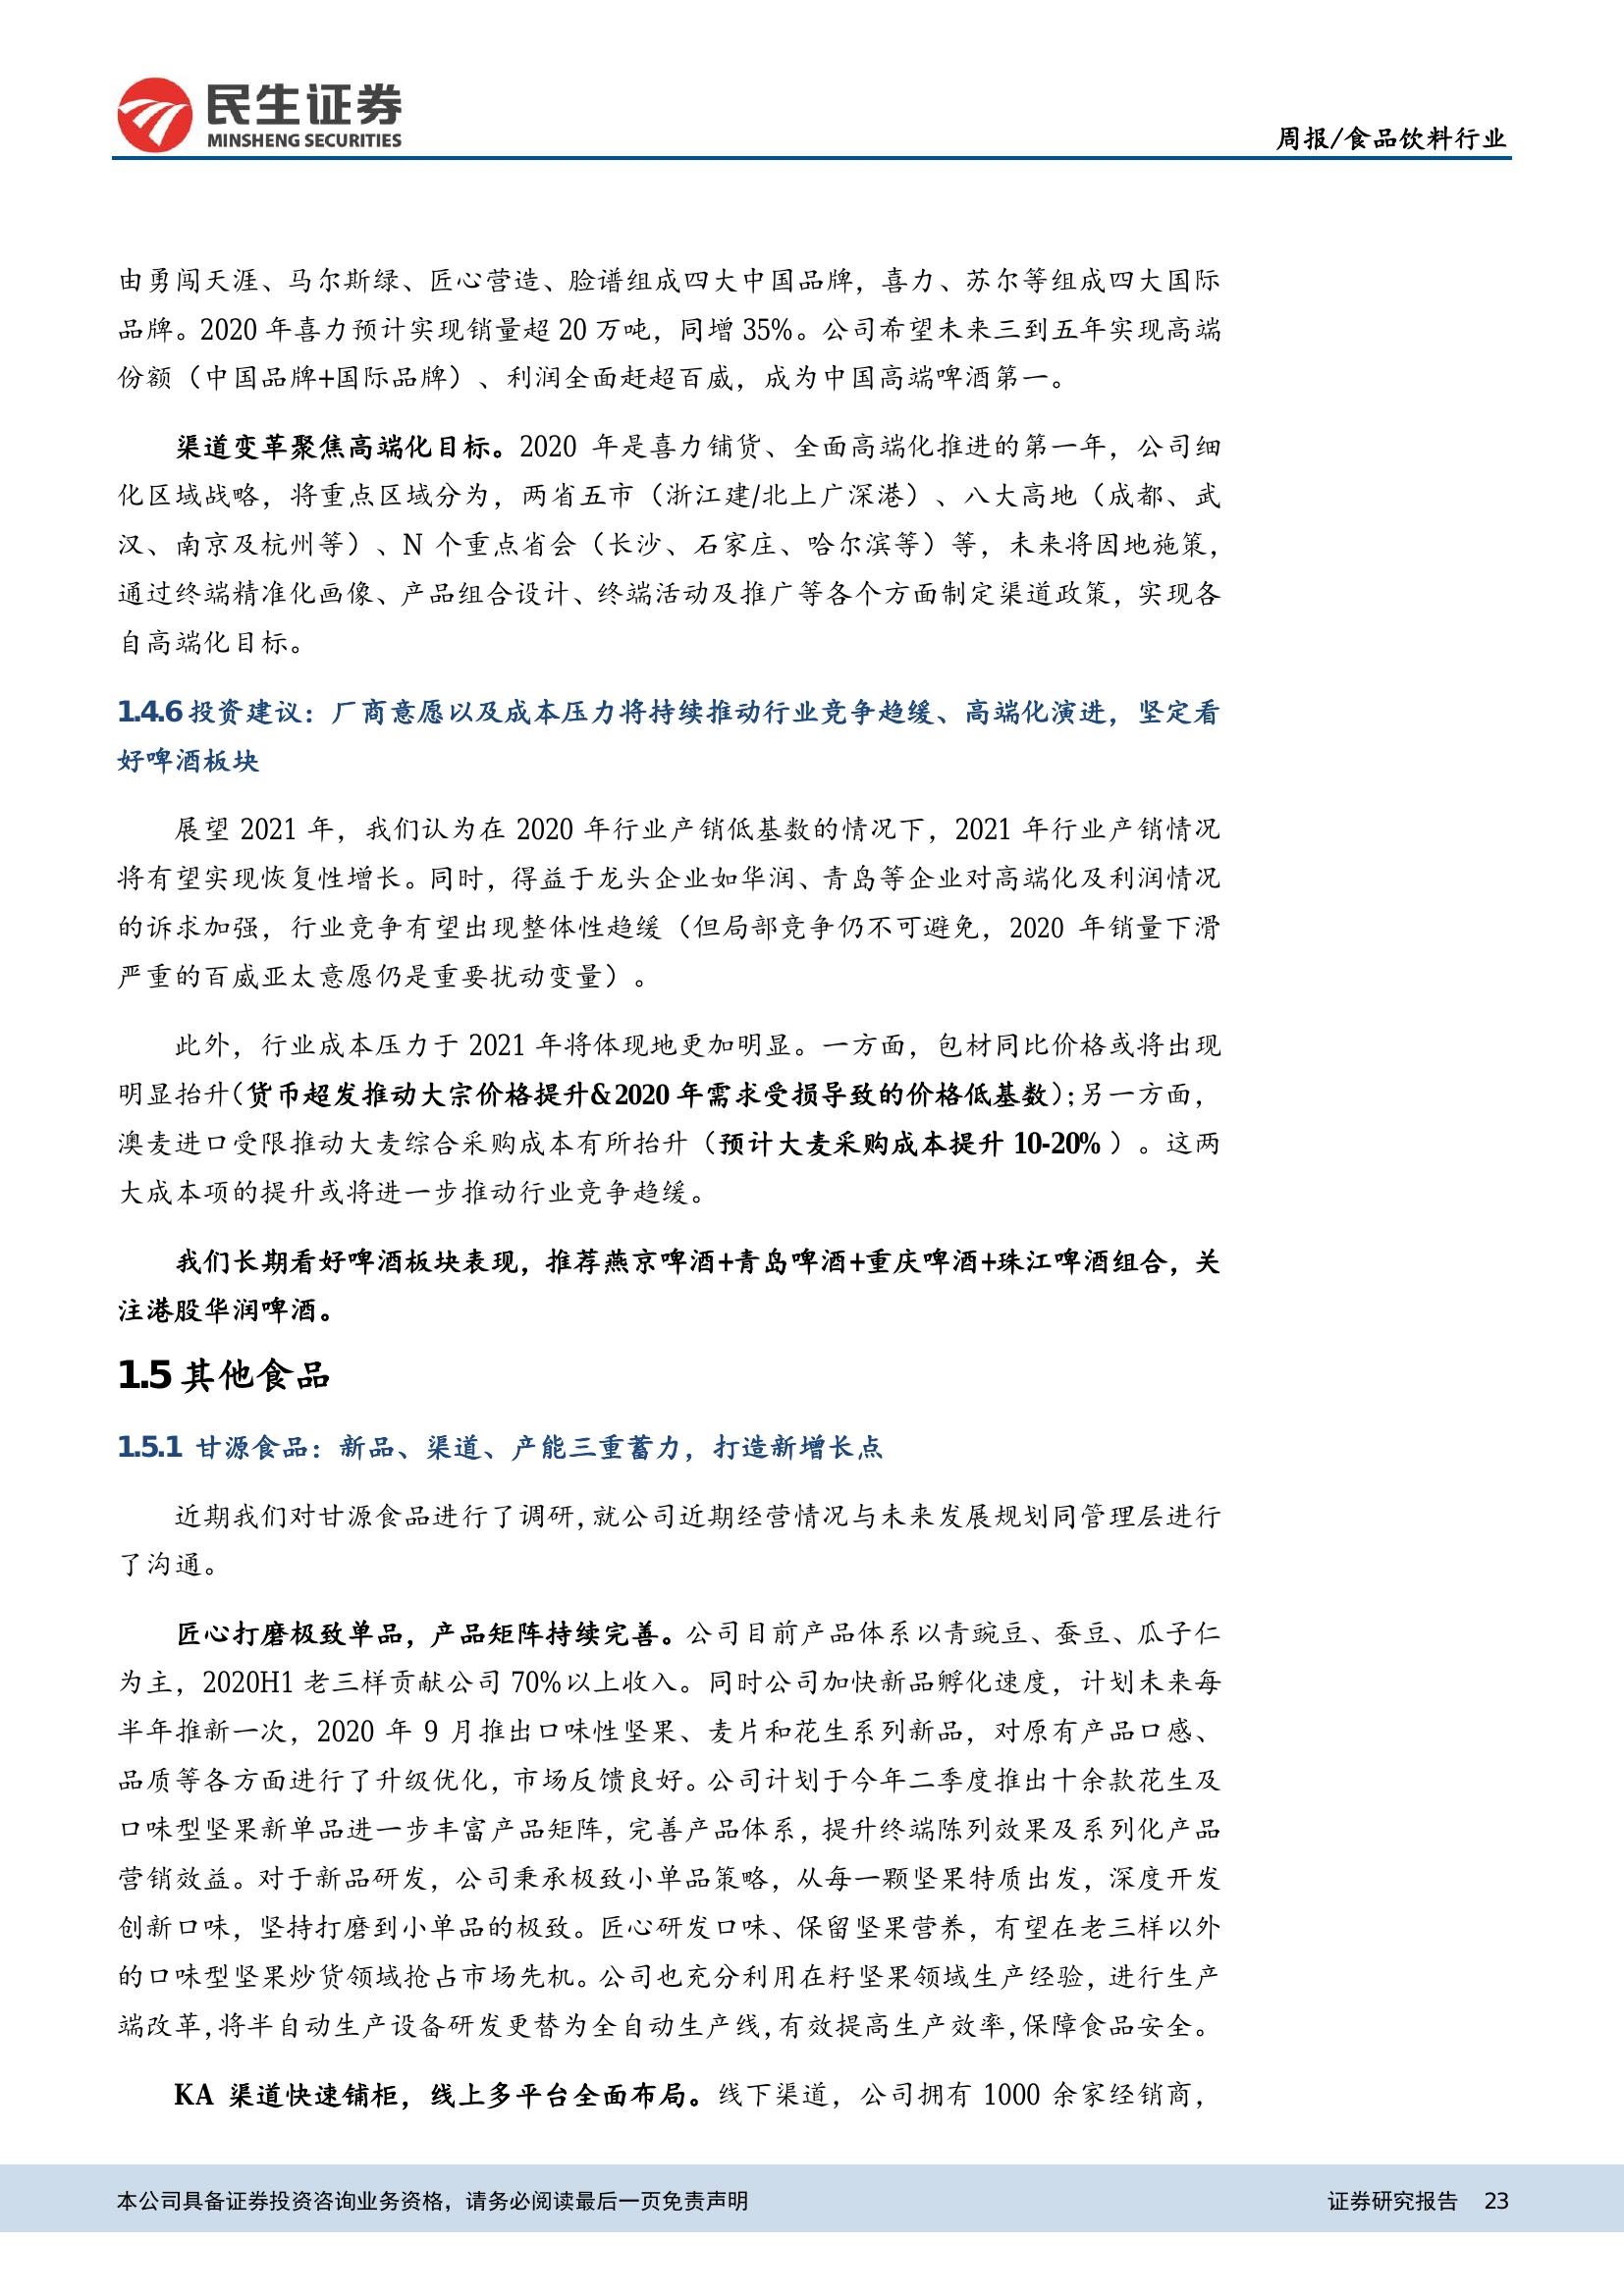 民生证券
MINSHENG SECURITIES
周报/食品饮料行业
由勇闯天涯、马尔斯绿、匠心营造、脸谱组成四大中国品牌，喜力、苏尔等组成四大国际
品牌。2020 年喜力预计实现销量超 20 万吨，同增 35%。公司希望未来三到五年实现高端
份额（中国品牌+国际品牌）、利润全面赶超百威，成为中国高端啤酒第一。
渠道变革聚焦高端化目标。2020 年是喜力铺货、全面高端化推进的第一年，公司细
化区域战略，将重点区域分为，两省五市（浙江建/北上广深港）、八大高地（成都、武
汉、南京及杭州等）、N 个重点省会（长沙、石家庄、哈尔滨等）等，未来将因地施策，
通过终端精准化画像、产品组合设计、终端活动及推广等各个方面制定渠道政策，实现各
自高端化目标。
1.4.6 投资建议：厂商意愿以及成本压力将持续推动行业竞争趋缓、高端化演进，坚定看
好啤酒板块
展望 2021 年，我们认为在 2020 年行业产销低基数的情况下，2021 年行业产销情况
将有望实现恢复性增长。同时，得益于龙头企业如华润、青岛等企业对高端化及利润情况
的诉求加强，行业竞争有望出现整体性趋缓（但局部竞争仍不可避免，2020 年销量下滑
严重的百威亚太意愿仍是重要扰动变量）。
此外，行业成本压力于 2021 年将体现地更加明显。一方面，包材同比价格或将出现
明显抬升（货币超发推动大宗价格提升&2020 年需求受损导致的价格低基数）；另一方面，
澳麦进口受限推动大麦综合采购成本有所抬升（预计大麦采购成本提升 10-20%）。这两
大成本项的提升或将进一步推动行业竞争趋缓。
我们长期看好啤酒板块表现，推荐燕京啤酒+青岛啤酒+重庆啤酒+珠江啤酒组合，关
注港股华润啤酒。
1.5 其他食品
1.5.1 甘源食品：新品、渠道、产能三重蓄力，打造新增长点
近期我们对甘源食品进行了调研，就公司近期经营情况与未来发展规划同管理层进行
了沟通。
匠心打磨极致单品，产品矩阵持续完善。公司目前产品体系以青豌豆、蚕豆、瓜子仁
为主，2020H1 老三样贡献公司 70%以上收入。同时公司加快新品孵化速度，计划未来每
半年推新一次，2020 年 9 月推出口味性坚果、麦片和花生系列新品，对原有产品口感、
品质等各方面进行了升级优化，市场反馈良好。公司计划于今年二季度推出十余款花生及
口味型坚果新单品进一步丰富产品矩阵，完善产品体系，提升终端陈列效果及系列化产品
营销效益。对于新品研发，公司秉承极致小单品策略，从每一颗坚果特质出发，深度开发
创新口味，坚持打磨到小单品的极致。匠心研发口味、保留坚果营养，有望在老三样以外
的口味型坚果炒货领域抢占市场先机。公司也充分利用在籽坚果领域生产经验，进行生产
端改革，将半自动生产设备研发更替为全自动生产线，有效提高生产效率，保障食品安全。
KA 渠道快速铺柜，线上多平台全面布局。线下渠道，公司拥有 1000 余家经销商，
本公司具备证券投资咨询业务资格，请务必阅读最后一页免责声明
证券研究报告 23